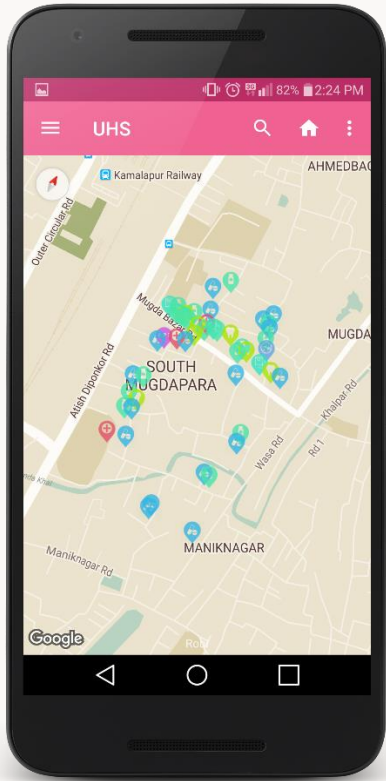 3G 82% 2:24 PM
UHS
AHMEDBAG
Kamalapur Railway
Outer Circular Rd
Mugda Bazar
MUGDA
SOUTH
MUGDAPARA
Atish Diponkor Rd
Khalpar Rd
Wasa Rd
Rd 1
MANIKNAGAR
Maniknagar Rd
Google